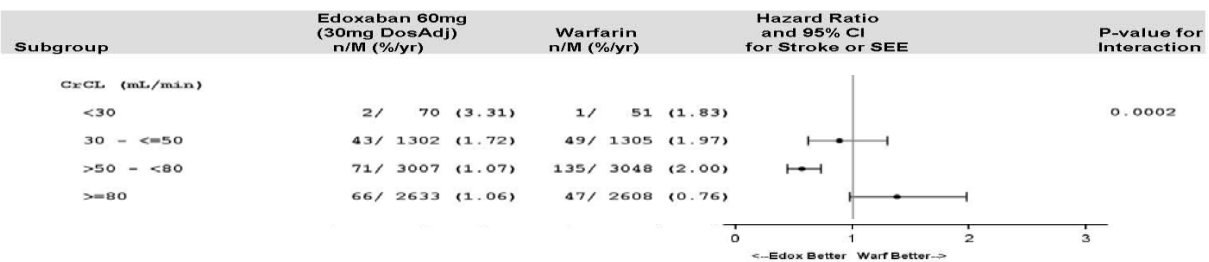 Edoxaban 60mg Hazard Ratio
(30mg DosAdj) Warfarin and 95% CI P-value for
Subgroup n/M (%/yr) n/M (%/yr) for Stroke or SEE Interaction
CrCL (mL/min)
<30 2/ 70 (3.31) 1/ 51 (1.83) 0.0002
30 - <=50 43/ 1302 (1.72) 49/ 1305 (1.97)
>50 - <80 71/ 3007 (1.07) 135/ 3048 (2.00)
>=80 66/ 2633 (1.06) 47/ 2608 (0.76)
0 1 2 3
<--Edox Better Warf Better-->